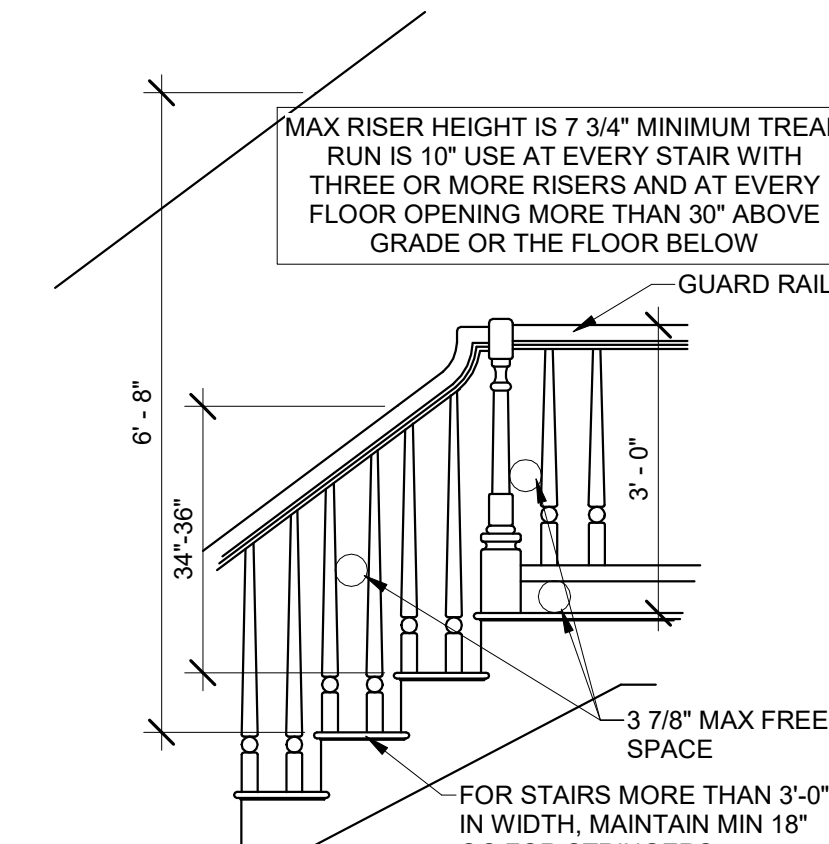 MAX RISER HEIGHT IS 7 3/4" MINIMUM
RUN IS 10" USE AT EVERY STAIR WITH
THREE OR MORE RISERS AND AT EVERY
FLOOR OPENING MORE THAN 30" ABOVE
GRADE OR THE FLOOR BELOW
GUARD RAIL
6' - 8"
34"-36"
3' - 0"
3 7/8" MAX FREE
SPACE
FOR STAIRS MORE THAN 3'-0"
IN WIDTH, MAINTAIN MIN 18"